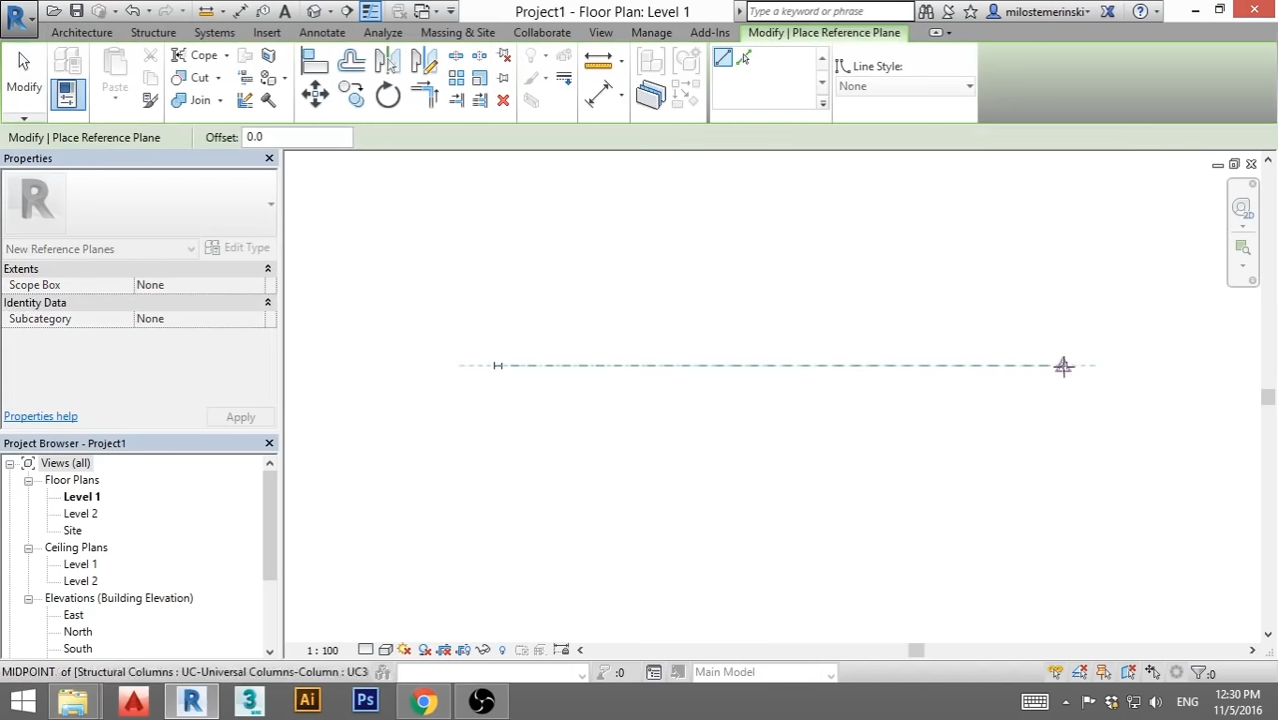 Project1 - Floor Plan: Level 1
Type a keyword or phrase
milostemerinski
Architecture
Structure
Systems
Insert
Annotate
Analyze
Massing & Site
Collaborate
View
Manage
Add-Ins
Modify | Place Reference Plane
Modify
Paste
Cope
Cut
Join
Line Style:
None
Modify | Place Reference Plane
Offset: 0.0
Properties
New Reference Planes
Edit Type
Extents
Scope Box None
Identity Data
Subcategory None
Properties help
Apply
Project Browser - Project1
Views (all)
Floor Plans
Level 1
Level 2
Site
Ceiling Plans
Level 1
Level 2
Elevations (Building Elevation)
East
North
South
2D
1 : 100
MIDPOINT of [Structural Columns : UC-Universal Columns-Column : UC3
:0
Main Model
:0
Ai
Ps
ENG
12:30 PM
11/5/2016